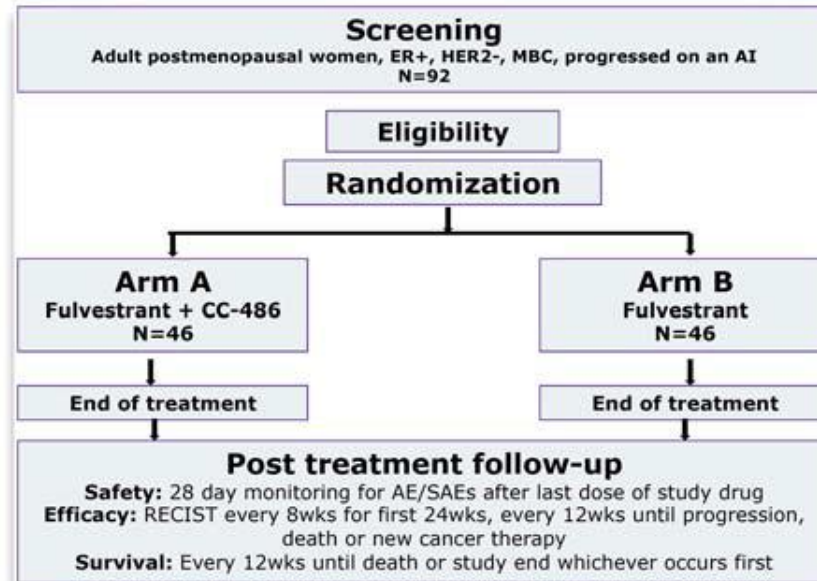 Screening
Adult postmenopausal women, ER+, HER2-, MBC, progressed on an AI
N=92
Eligibility
Randomization
Arm A
Fulvestrant + CC-486
N=46
Arm B
Fulvestrant
N=46
End of treatment
End of treatment
Post treatment follow-up
Safety: 28 day monitoring for AE/SAEs after last dose of study drug
Efficacy: RECIST every 8wks for first 24wks, every 12wks until progression,
death or new cancer therapy
Survival: Every 12wks until death or study end whichever occurs first